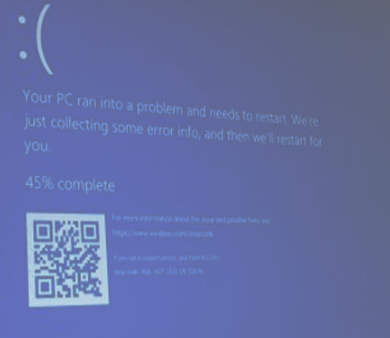 :(
Your PC ran into a problem and needs to restart. We're
just collecting some error info, and then we'll restart for
you.
45% complete
For more information about this issue and possible fixes, visit
https://www.windows.com/stopcode
If you call a support person, give them this info:
Stop code: